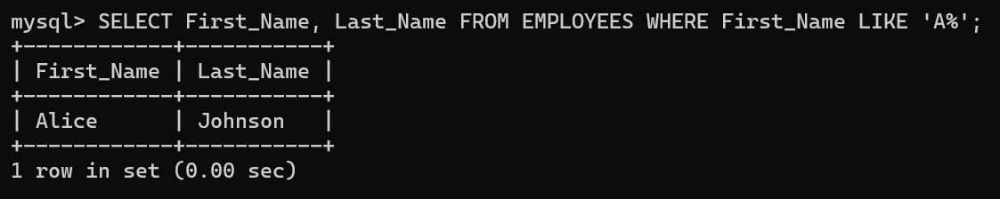 mysql> SELECT First_Name, Last_Name FROM EMPLOYEES WHERE First_Name LIKE 'A%';
+------------+-----------+
| First_Name | Last_Name |
+------------+-----------+
| Alice      | Johnson   |
+------------+-----------+
1 row in set (0.00 sec)